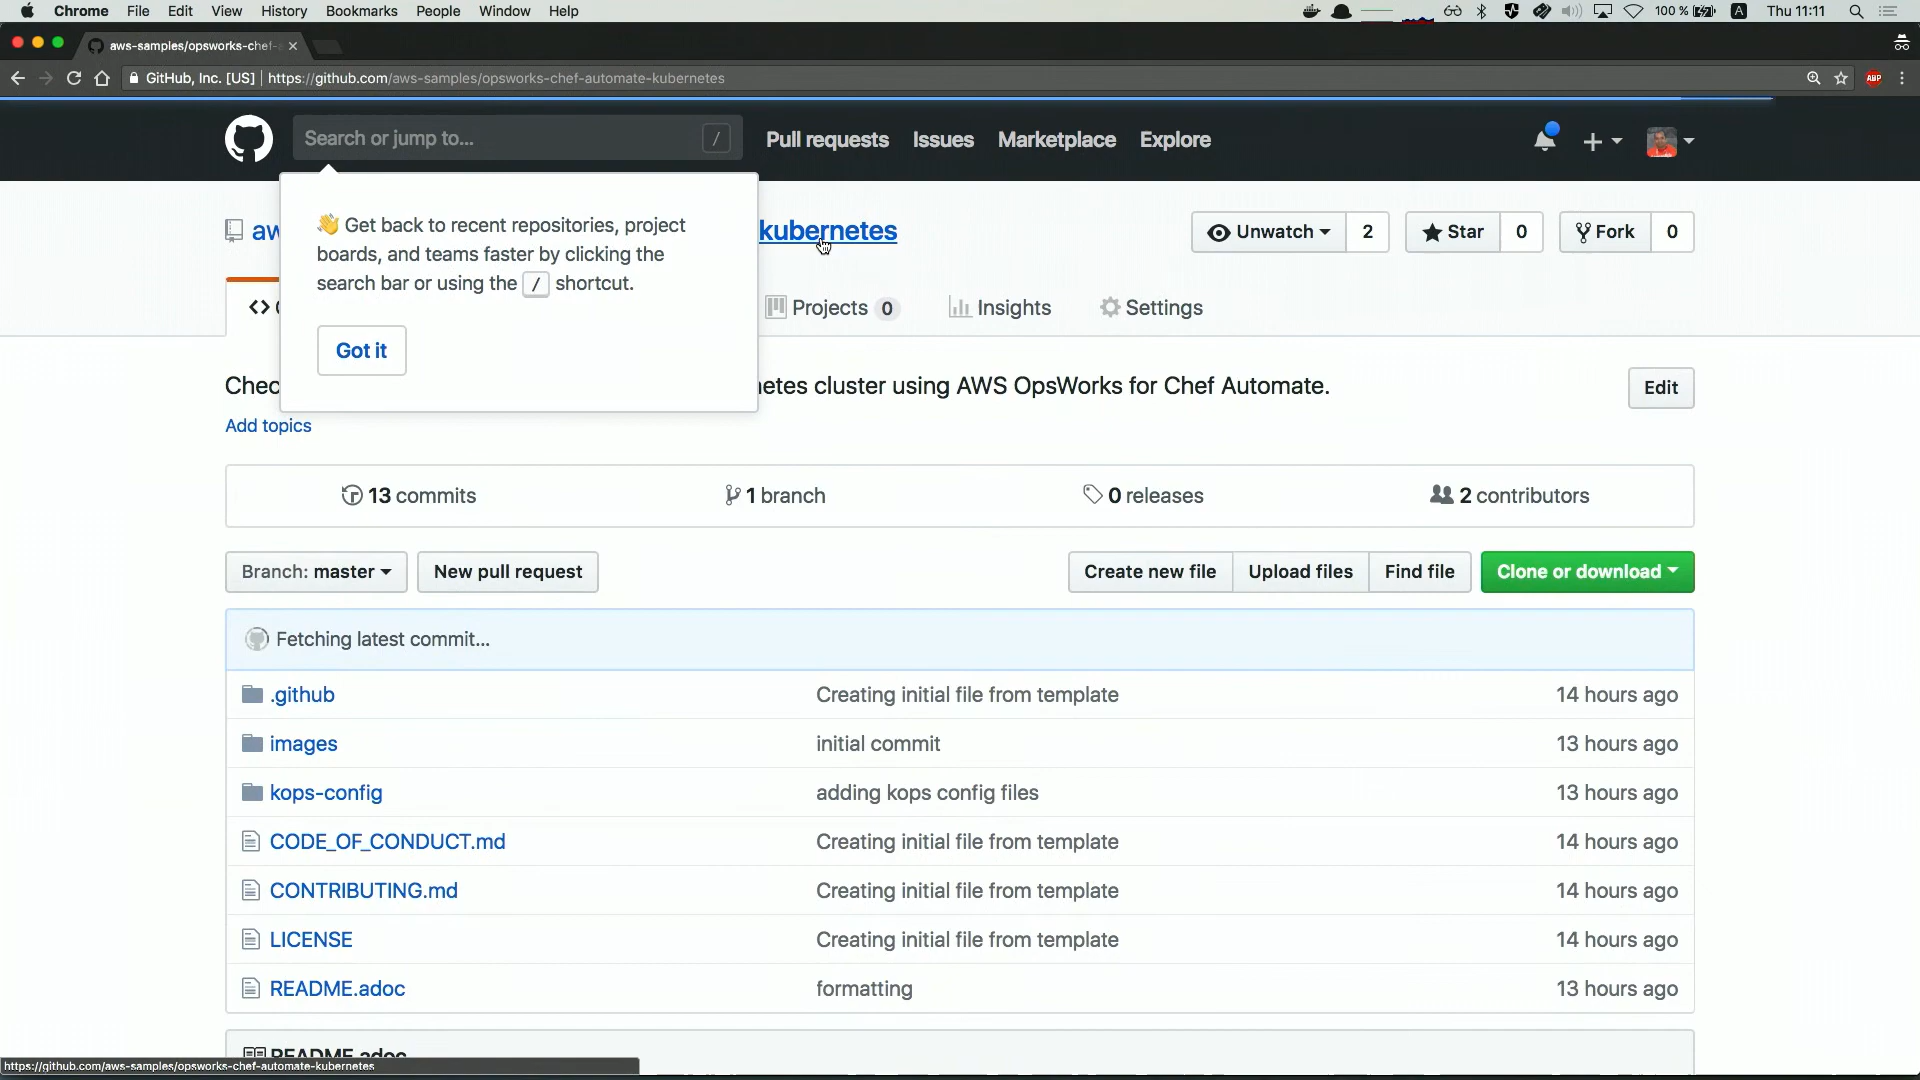 Chrome File Edit View History Bookmarks People Window Help 100 % A Thu 11:11
aws-samples/opsworks-chef-
GitHub, Inc. [US] | https://github.com/aws-samples/opsworks-chef-automate-kubernetes
ABP
Search or jump to... / Pull requests Issues Marketplace Explore
👋 Get back to recent repositories, project
boards, and teams faster by clicking the
search bar or using the / shortcut.
Got it
kubernetes Unwatch 2 Star 0 Fork 0
Projects 0 Insights Settings
cluster using AWS OpsWorks for Chef Automate. Edit
Add topics
13 commits 1 branch 0 releases 2 contributors
Branch: master New pull request Create new file Upload files Find file Clone or download
Fetching latest commit...
.github Creating initial file from template 14 hours ago
images initial commit 13 hours ago
kops-config adding kops config files 13 hours ago
CODE_OF_CONDUCT.md Creating initial file from template 14 hours ago
CONTRIBUTING.md Creating initial file from template 14 hours ago
LICENSE Creating initial file from template 14 hours ago
README.adoc formatting 13 hours ago
README.adoc
https://github.com/aws-samples/opsworks-chef-automate-kubernetes